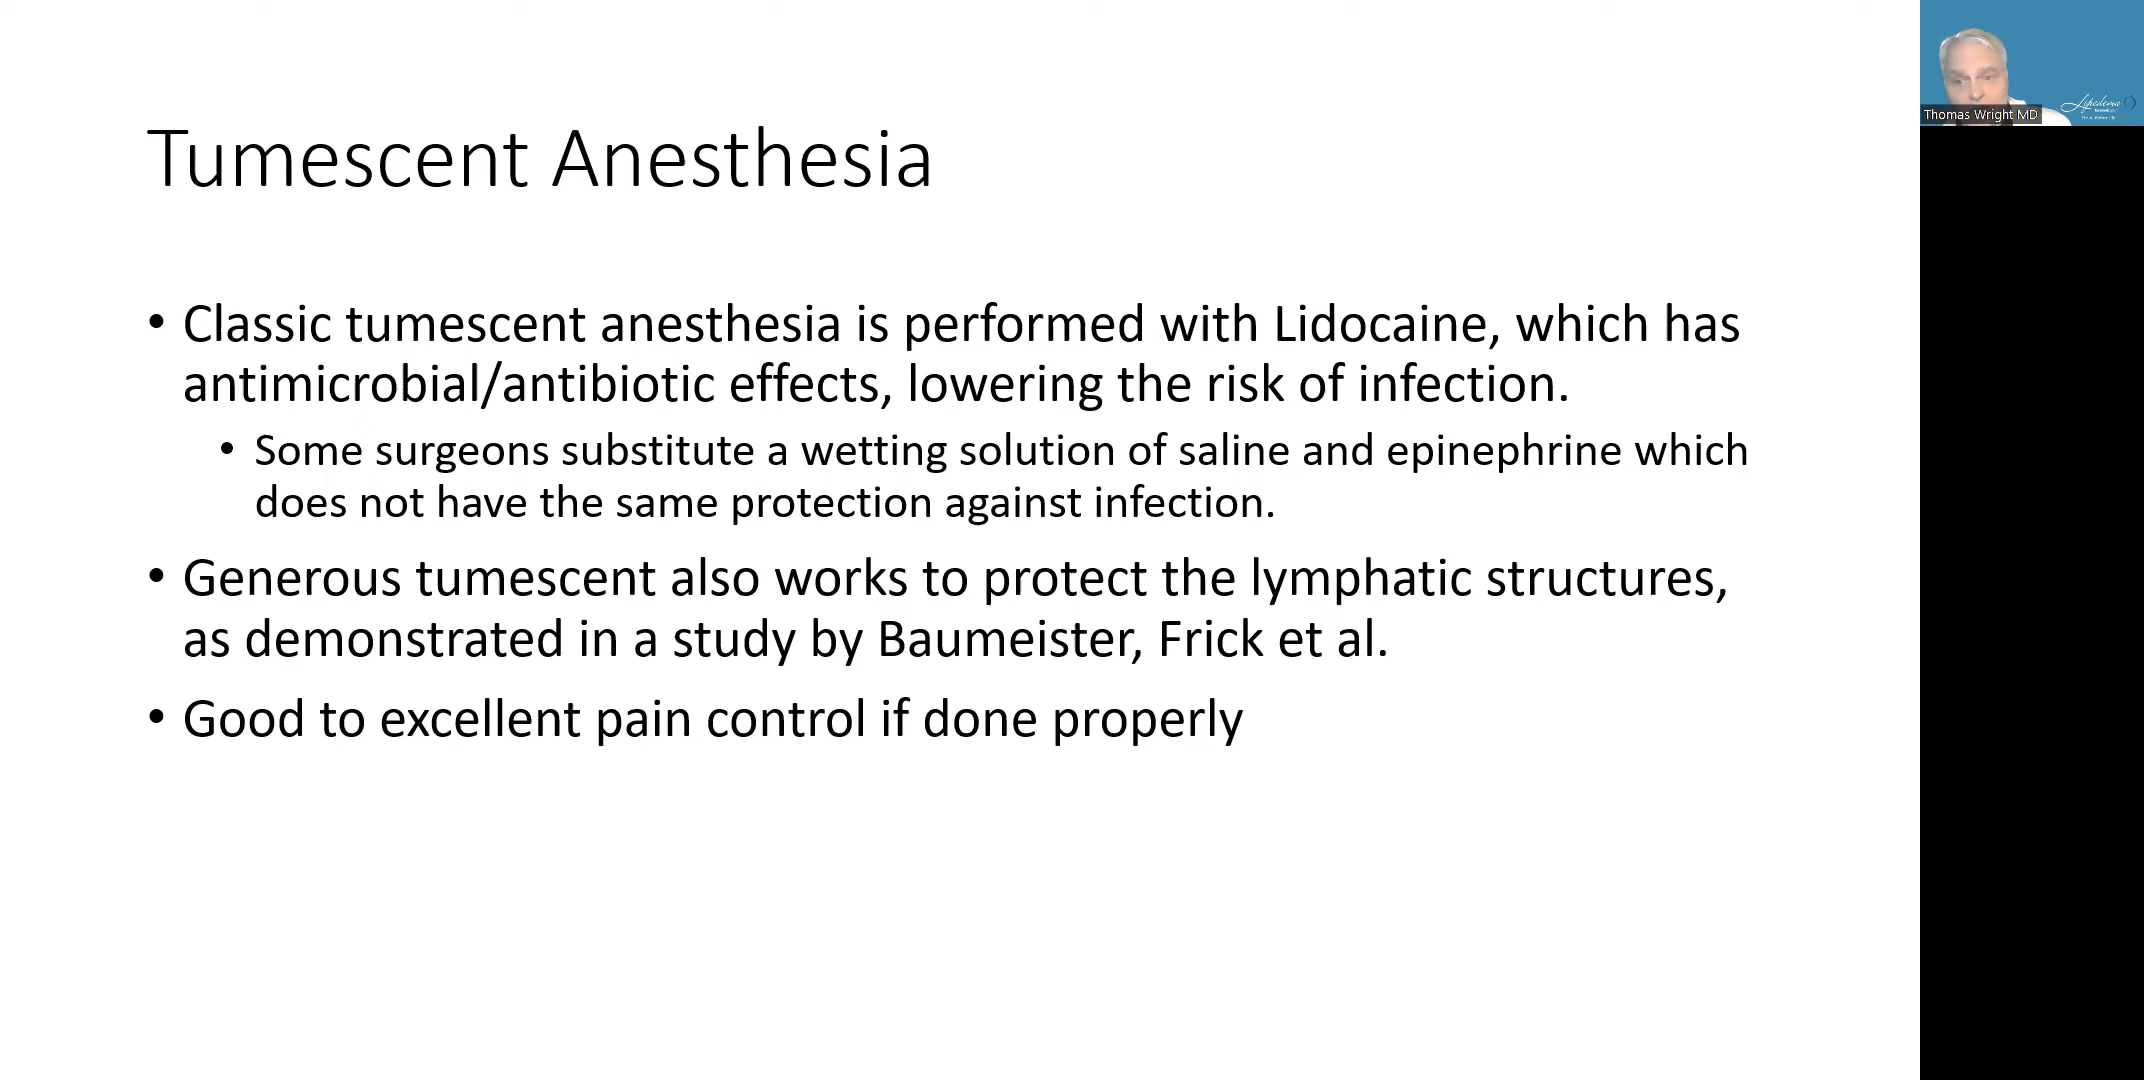 Tumescent Anesthesia
• Classic tumescent anesthesia is performed with Lidocaine, which has
antimicrobial/antibiotic effects, lowering the risk of infection.
• Some surgeons substitute a wetting solution of saline and epinephrine which
does not have the same protection against infection.
• Generous tumescent also works to protect the lymphatic structures,
as demonstrated in a study by Baumeister, Frick et al.
• Good to excellent pain control if done properly
Thomas Wright MD
Lipedema